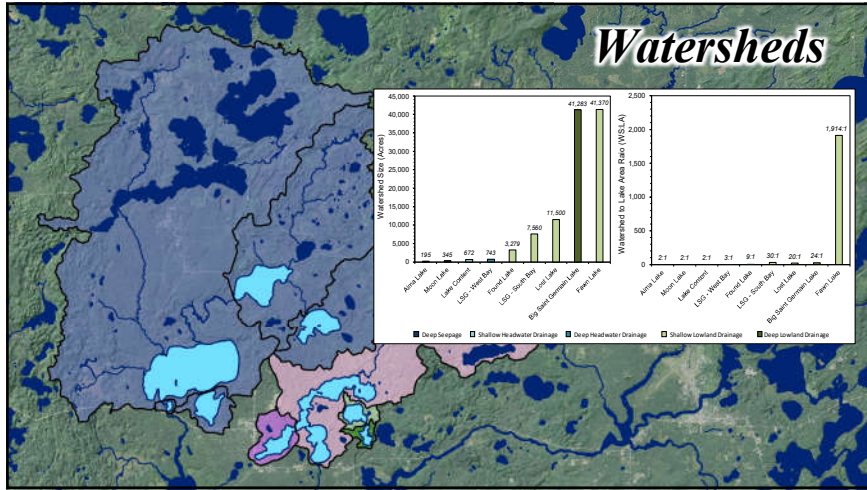 Watersheds
45,000
40,000
35,000
30,000
25,000
20,000
15,000
10,000
5,000
0
Watershed Size (Acres)
195
345
672
743
3,279
7,560
11,500
41,283
41,370
Alma Lake
Moon Lake
Lake Content
LSG - West Bay
Found Lake
LSG - South Bay
Lost Lake
Big Saint Germain Lake
Fawn Lake
2,500
2,000
1,500
1,000
500
0
Watershed to Lake Area Raio (WS:LA)
2:1
2:1
2:1
3:1
9:1
30:1
20:1
24:1
1,914:1
Alma Lake
Moon Lake
Lake Content
LSG - West Bay
Found Lake
LSG - South Bay
Lost Lake
Big Saint Germain Lake
Fawn Lake
Deep Seepage
Shallow Headwater Drainage
Deep Headwater Drainage
Shallow Lowland Drainage
Deep Lowland Drainage